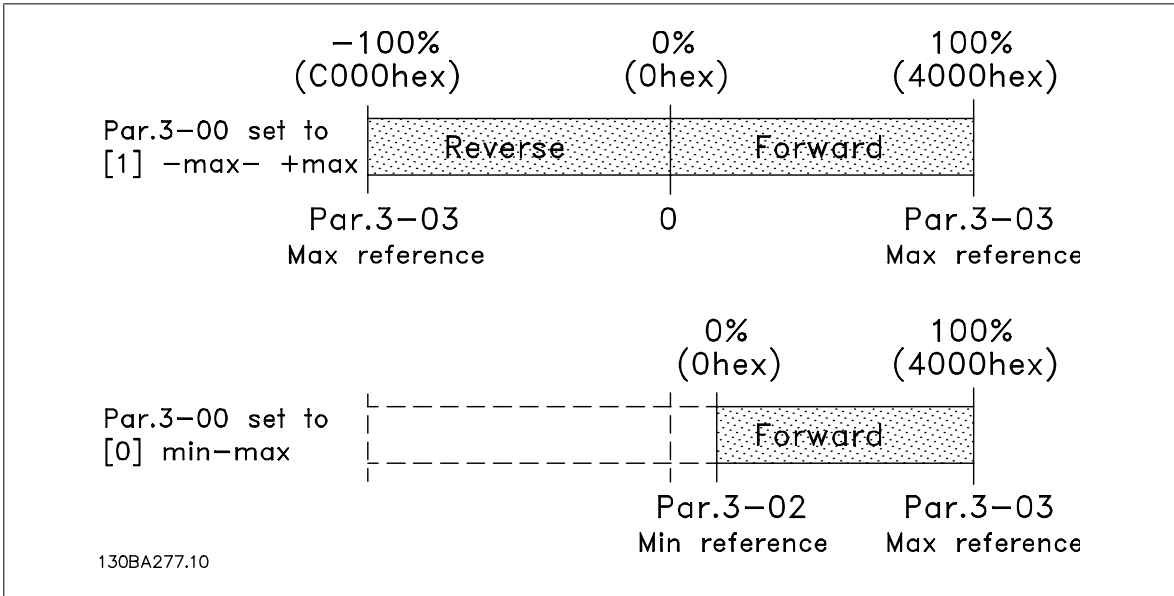 -100% 0% 100%
(C000hex) (0hex) (4000hex)
Par.3-00 set to
[1] -max- +max
Reverse Forward
Par.3-03 0 Par.3-03
Max reference Max reference
0% 100%
(0hex) (4000hex)
Par.3-00 set to
[0] min-max
Forward
Par.3-02 Par.3-03
Min reference Max reference
130BA277.10